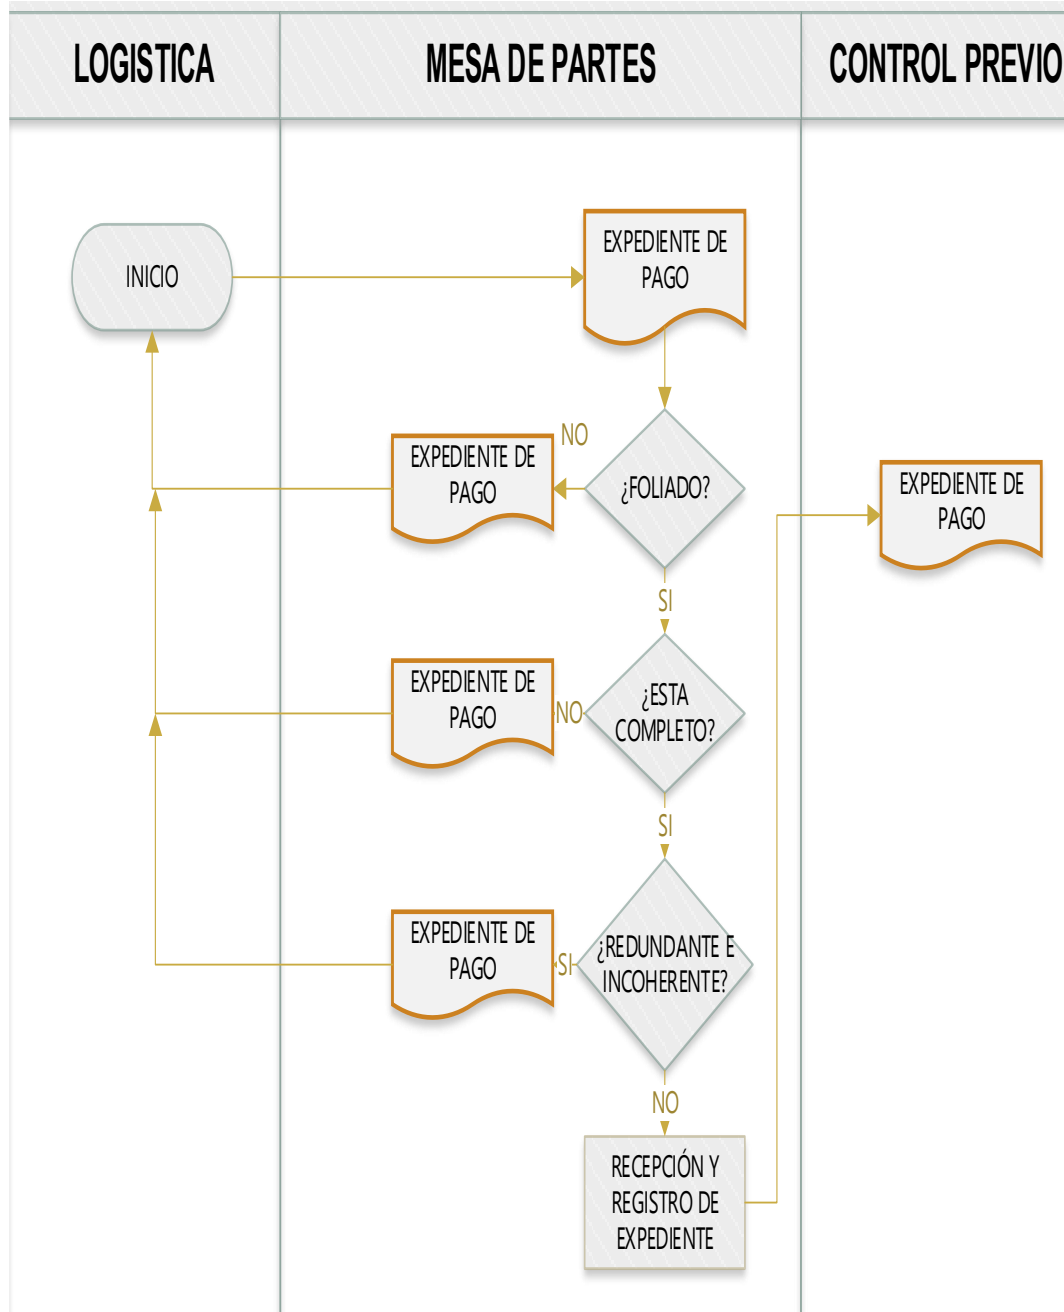 LOGISTICA
MESA DE PARTES
CONTROL PREVIO
INICIO
EXPEDIENTE DE
PAGO
NO
EXPEDIENTE DE
PAGO
¿FOLIADO?
EXPEDIENTE DE
PAGO
SI
EXPEDIENTE DE
PAGO
NO
¿ESTA
COMPLETO?
SI
EXPEDIENTE DE
PAGO
SI
¿REDUNDANTE E
INCOHERENTE?
NO
RECEPCIÓN Y
REGISTRO DE
EXPEDIENTE